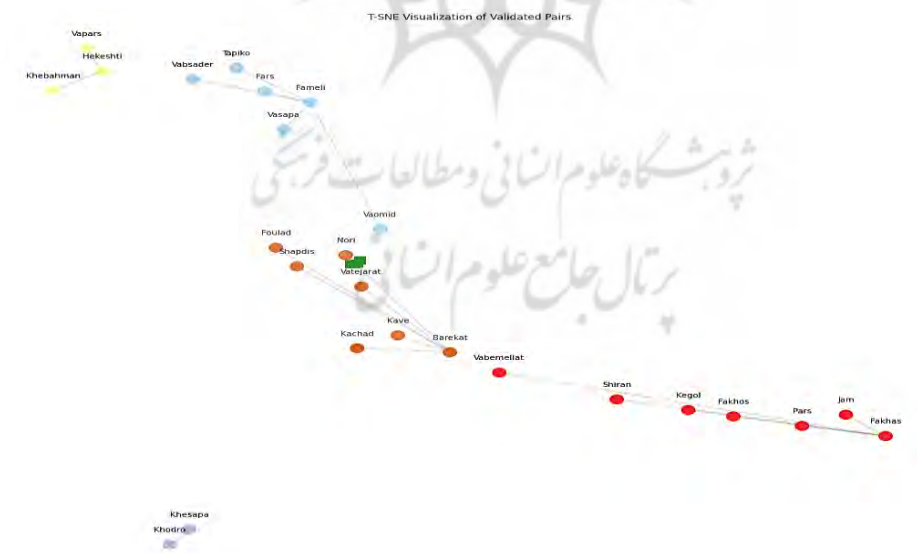 T-SNE Visualization of Validated Pairs
Vapars
Hekeshti
Khebahman
Tapiko
Vabsader
Fars
Fameli
Vasapa
پژوهشگاه علوم انسانی و مطالعات فرهنگی
Vaomid
Foulad
Nori
Shapdis
پرتال جامع علوم انسانی
Vatejarat
Kave
Kachad
Barekat
Vabemellat
Shiran
Kegol
Fakhos
Jam
Pars
Fakhas
Khesapa
Khodro